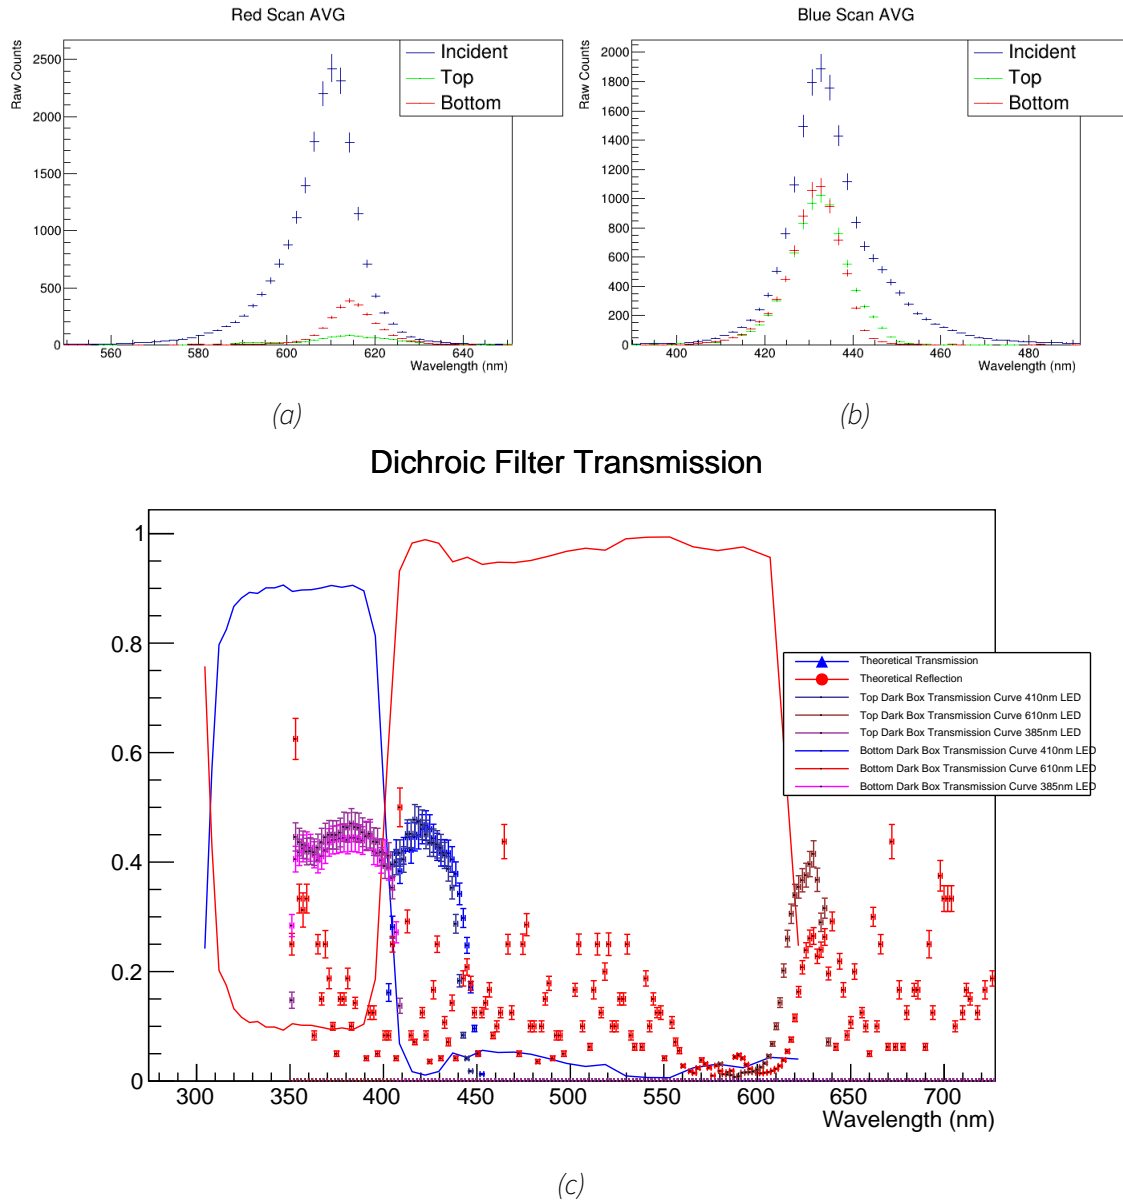 Red Scan AVG
Raw Counts
2500
2000
1500
1000
500
0
560
580
600
620
640
Wavelength (nm)
Incident
Top
Bottom
(a)
Blue Scan AVG
Raw Counts
2000
1800
1600
1400
1200
1000
800
600
400
200
0
400
420
440
460
480
Wavelength (nm)
Incident
Top
Bottom
(b)
Dichroic Filter Transmission
1
0.8
0.6
0.4
0.2
0
300
350
400
450
500
550
600
650
700
Wavelength (nm)
Theoretical Transmission
Theoretical Reflection
Top Dark Box Transmission Curve 410nm LED
Top Dark Box Transmission Curve 610nm LED
Top Dark Box Transmission Curve 385nm LED
Bottom Dark Box Transmission Curve 410nm LED
Bottom Dark Box Transmission Curve 610nm LED
Bottom Dark Box Transmission Curve 385nm LED
(c)